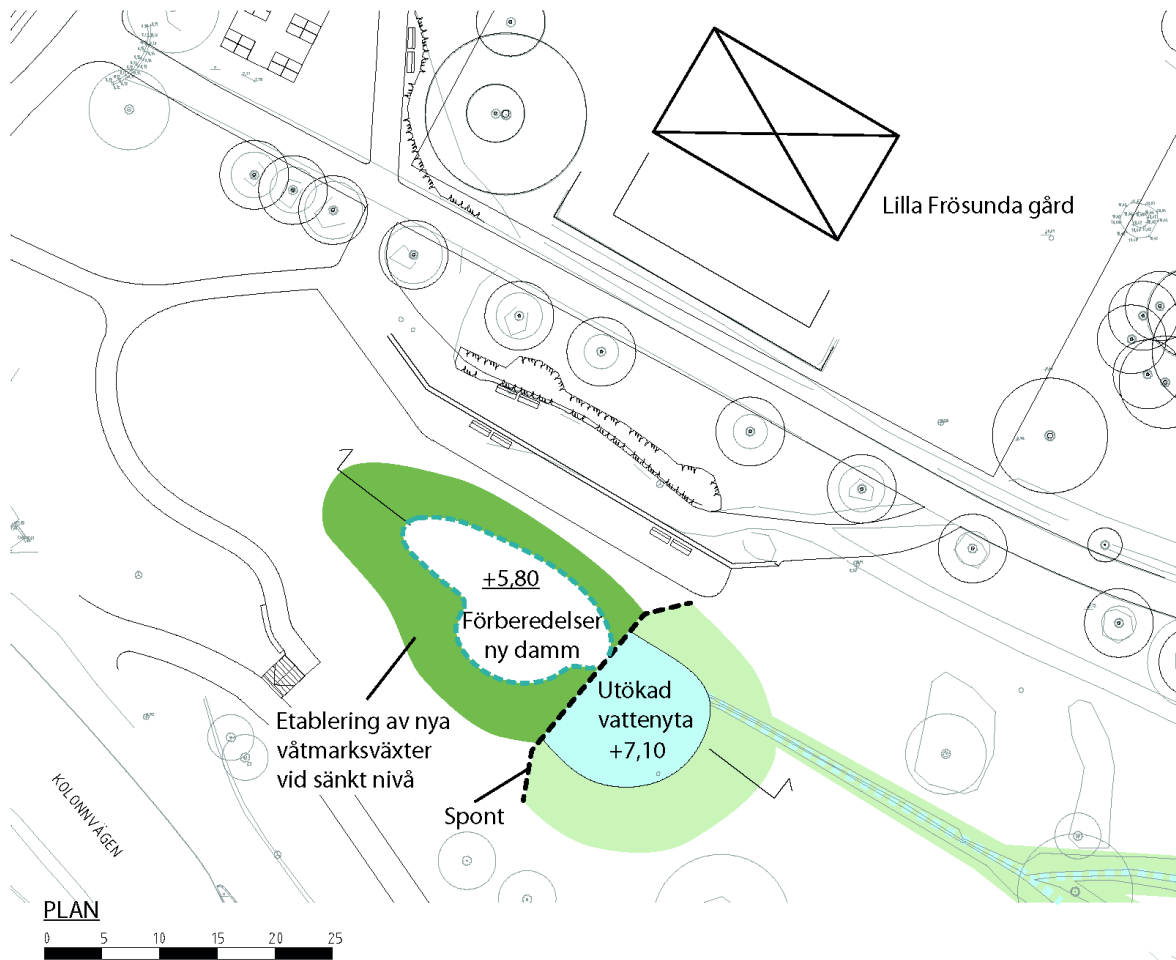 Lilla Frösunda gård
+5,80
Förberedelser
ny damm
Utökad
vattenyta
+7,10
Etablering av nya
våtmarksväxter
vid sänkt nivå
Spont
KOLONNVÄGEN
PLAN
0 5 10 15 20 25